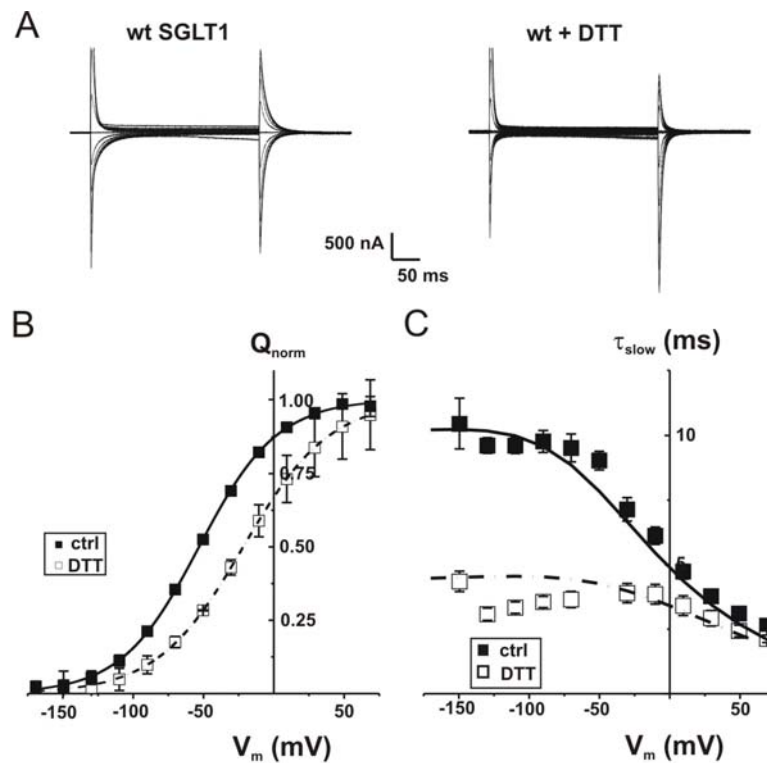 A
wt SGLT1
wt + DTT
500 nA
50 ms
B
Q norm
1.00
0.75
0.50
0.25
ctrl
DTT
-150 -100 -50 0 50
V m (mV)
C
τ slow (ms)
10
5
ctrl
DTT
-150 -100 -50 0 50
V m (mV)